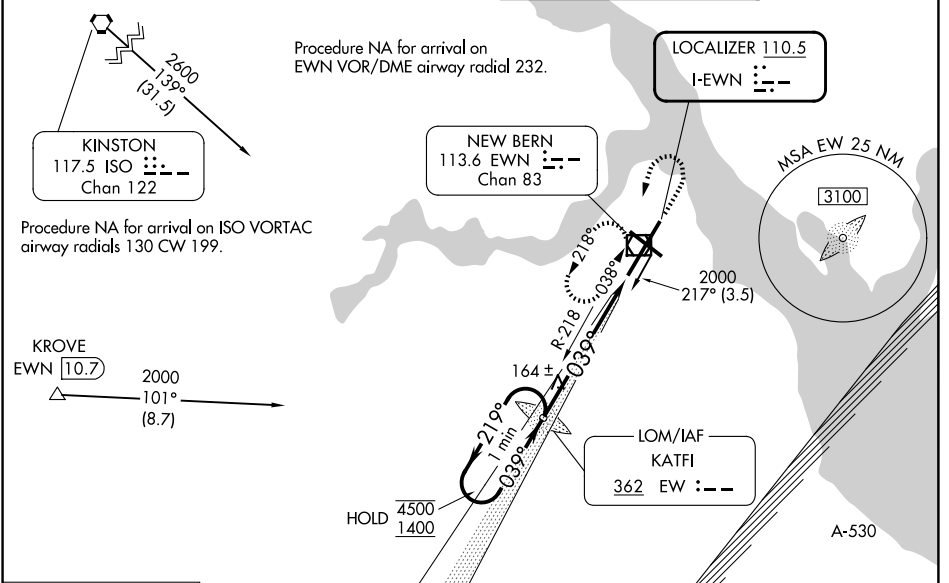 2600
139°
(31.5)
Procedure NA for arrival on
EWN VOR/DME airway radial 232.
LOCALIZER 110.5
I-EWN
KINSTON
117.5 ISO
Chan 122
NEW BERN
113.6 EWN
Chan 83
MSA EW 25 NM
3100
Procedure NA for arrival on ISO VORTAC
airway radials 130 CW 199.
218°
038°
2000
217° (3.5)
R-218
039°
KROVE
EWN 10.7
2000
101°
(8.7)
164 ±
219°
1 min
039°
LOM/IAF
KATFI
362 EW
HOLD 4500
1400
A-530